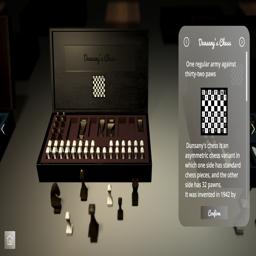 Dunsany's Chess
Dunsany's Chess
One regular army against
thirty-two paws
Dunsany's chess is an
asymmetric chess variant in
which one side has standard
chess pieces, and the other
side has 32 pawns.
It was invented in 1942 by
Confirm